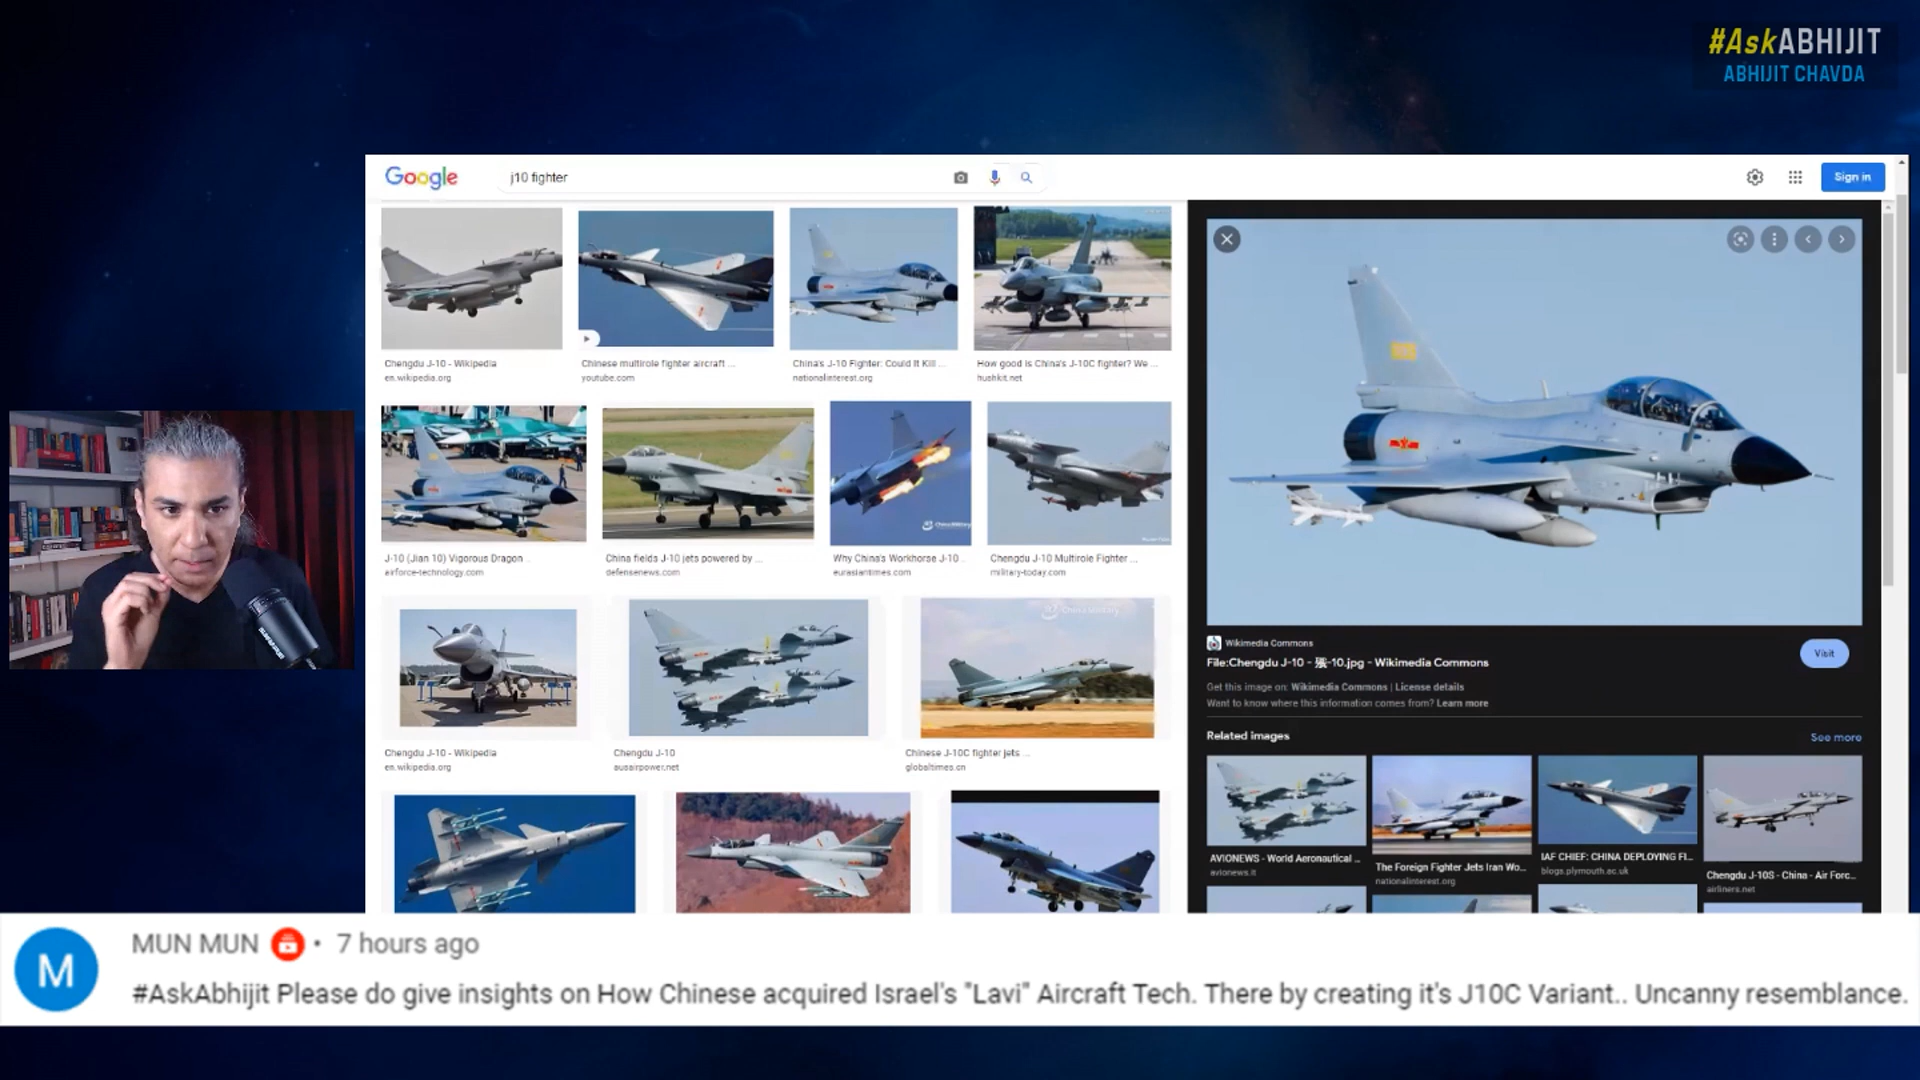 #AskABHIJIT
ABHIJIT CHAVDA
Google
j10 fighter
Sign in
Chengdu J-10 - Wikipedia
en.wikipedia.org
Chinese multirole fighter aircraft ...
youtube.com
China's J-10 Fighter: Could It Kill ...
nationalinterest.org
How good is China's J-10C fighter? We ...
hushkit.net
J-10 (Jian 10) Vigorous Dragon ..
airforce-technology.com
China fields J-10 jets powered by ...
defensenews.com
Why China's Workhorse J-10 ..
eurasiantimes.com
Chengdu J-10 Multirole Fighter ...
military-today.com
Chengdu J-10 - Wikipedia
en.wikipedia.org
Chengdu J-10
ausairpower.net
Chinese J-10C fighter jets ...
globaltimes.cn
Wikimedia Commons
Visit
File:Chengdu J-10 - 殲-10.jpg - Wikimedia Commons
Get this image on: Wikimedia Commons | License details
Want to know where this information comes from? Learn more
Related images
See more
AVIONEWS - World Aeronautical ...
avionews.it
The Foreign Fighter Jets Iran Wo...
nationalinterest.org
IAF CHIEF: CHINA DEPLOYING FI...
blogs.plymouth.ac.uk
Chengdu J-10S - China - Air Forc...
airliners.net
M
MUN MUN • 7 hours ago
#AskAbhijit Please do give insights on How Chinese acquired Israel's "Lavi" Aircraft Tech. There by creating it's J10C Variant.. Uncanny resemblance.